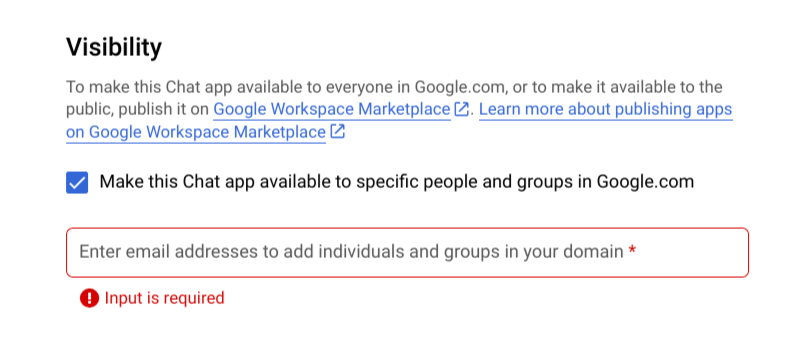 Visibility
To make this Chat app available to everyone in Google.com, or to make it available to the
public, publish it on Google Workspace Marketplace. Learn more about publishing apps
on Google Workspace Marketplace
Make this Chat app available to specific people and groups in Google.com
Enter email addresses to add individuals and groups in your domain *
Input is required